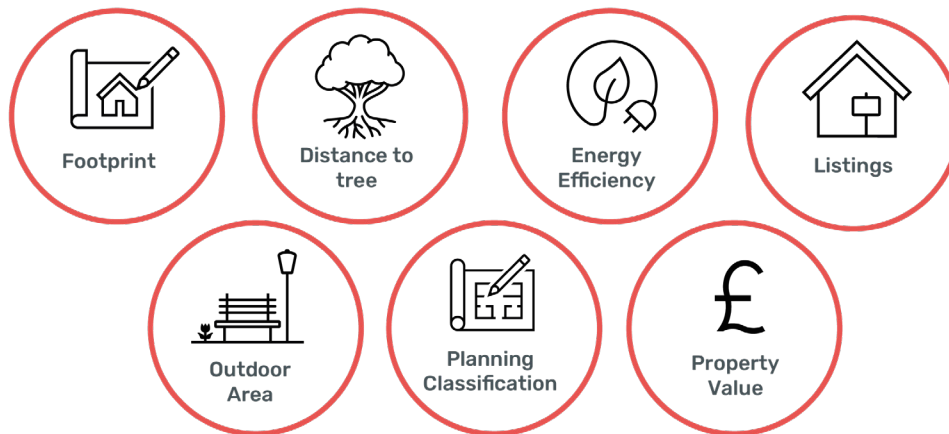 Footprint
Distance to
tree
Energy
Efficiency
Listings
Outdoor
Area
Planning
Classification
£
Property
Value